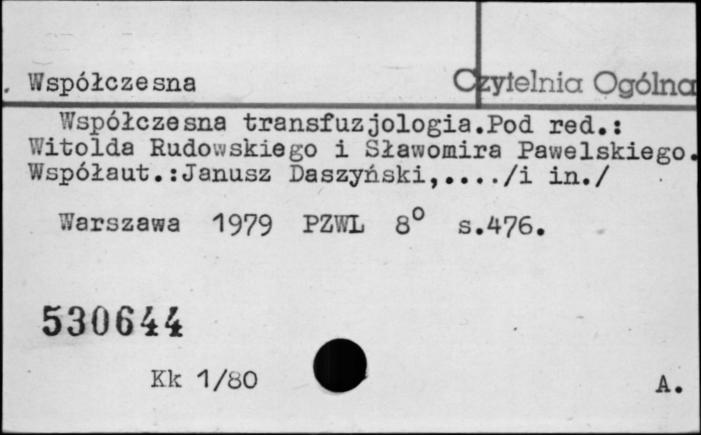 Współczesna
Czytelnia Ogólna
Współczesna transfuzjologia.Pod red.:
Witolda Rudowskiego i Sławomira Pawelskiego.
Współaut.:Janusz Daszyński,..../i in./
Warszawa 1979 PZWL 8° s.476.
530644
Kk 1/80
A.